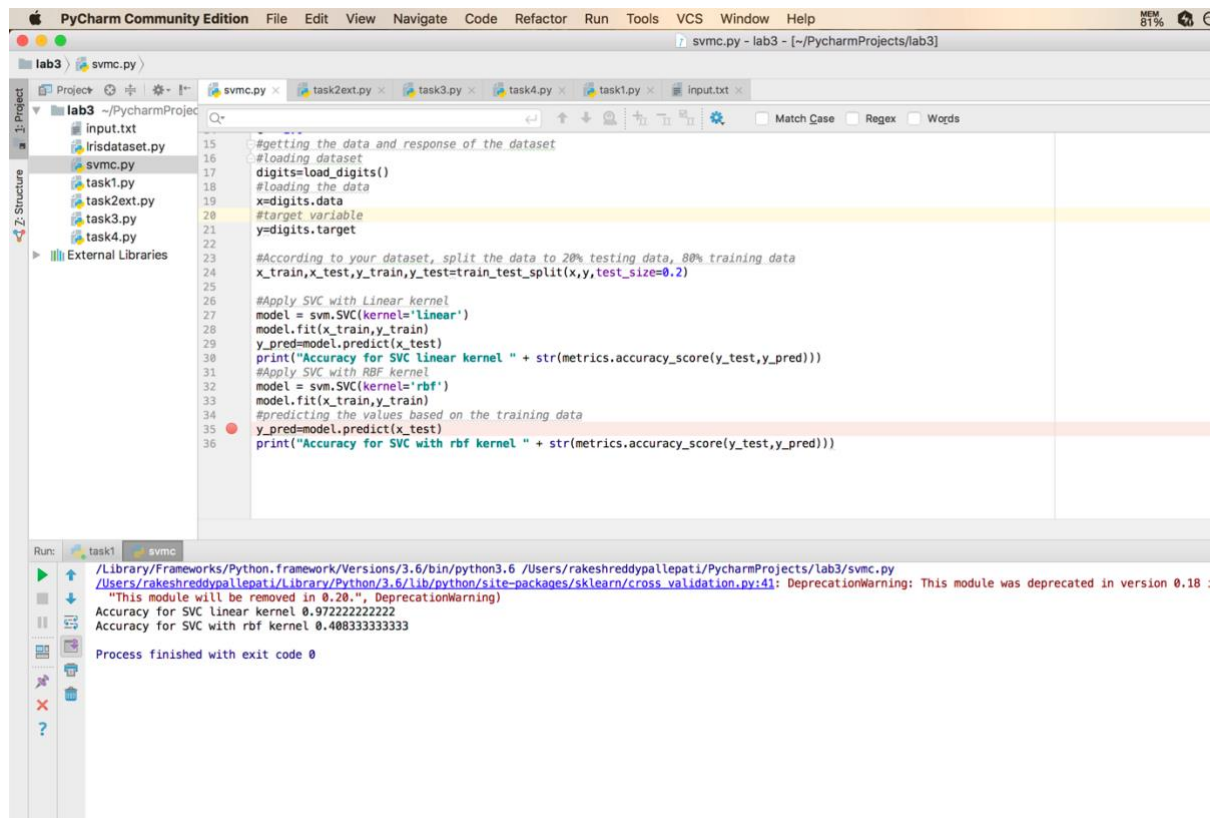 PyCharm Community Edition File Edit View Navigate Code Refactor Run Tools VCS Window Help MEM 81%
svmc.py - lab3 - [~/PycharmProjects/lab3]
lab3 svmc.py
Project svmc.py task2ext.py task3.py task4.py task1.py input.txt
1: Project
Z: Structure
lab3 ~/PycharmProjec
input.txt
Irisdataset.py
svmc.py
task1.py
task2ext.py
task3.py
task4.py
External Libraries
Match Case Regex Words
15 #getting the data and response of the dataset
16 #loading dataset
17 digits=load_digits()
18 #loading the data
19 x=digits.data
20 #target variable
21 y=digits.target
22
23 #According to your dataset, split the data to 20% testing data, 80% training data
24 x_train,x_test,y_train,y_test=train_test_split(x,y,test_size=0.2)
25
26 #Apply SVC with Linear kernel
27 model = svm.SVC(kernel='linear')
28 model.fit(x_train,y_train)
29 y_pred=model.predict(x_test)
30 print("Accuracy for SVC linear kernel " + str(metrics.accuracy_score(y_test,y_pred)))
31 #Apply SVC with RBF kernel
32 model = svm.SVC(kernel='rbf')
33 model.fit(x_train,y_train)
34 #predicting the values based on the training data
35 y_pred=model.predict(x_test)
36 print("Accuracy for SVC with rbf kernel " + str(metrics.accuracy_score(y_test,y_pred)))
Run: task1 svmc
/Library/Frameworks/Python.framework/Versions/3.6/bin/python3.6 /Users/rakeshreddypallepati/PycharmProjects/lab3/svmc.py
/Users/rakeshreddypallepati/Library/Python/3.6/lib/python/site-packages/sklearn/cross_validation.py:41: DeprecationWarning: This module was deprecated in version 0.18
"This module will be removed in 0.20.", DeprecationWarning)
Accuracy for SVC linear kernel 0.972222222222
Accuracy for SVC with rbf kernel 0.408333333333
Process finished with exit code 0